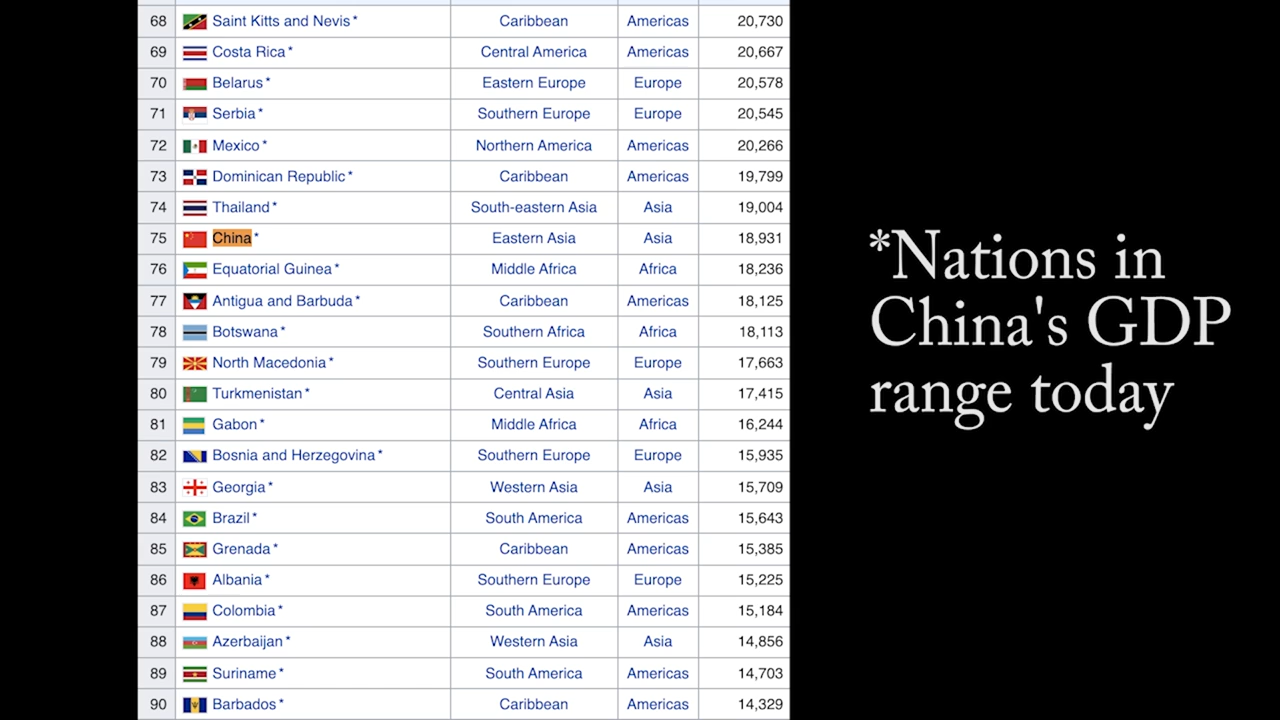 68 Saint Kitts and Nevis * Caribbean Americas 20,730
69 Costa Rica * Central America Americas 20,667
70 Belarus * Eastern Europe Europe 20,578
71 Serbia * Southern Europe Europe 20,545
72 Mexico * Northern America Americas 20,266
73 Dominican Republic * Caribbean Americas 19,799
74 Thailand * South-eastern Asia Asia 19,004
75 China * Eastern Asia Asia 18,931
76 Equatorial Guinea * Middle Africa Africa 18,236
77 Antigua and Barbuda * Caribbean Americas 18,125
78 Botswana * Southern Africa Africa 18,113
79 North Macedonia * Southern Europe Europe 17,663
80 Turkmenistan * Central Asia Asia 17,415
81 Gabon * Middle Africa Africa 16,244
82 Bosnia and Herzegovina * Southern Europe Europe 15,935
83 Georgia * Western Asia Asia 15,709
84 Brazil * South America Americas 15,643
85 Grenada * Caribbean Americas 15,385
86 Albania * Southern Europe Europe 15,225
87 Colombia * South America Americas 15,184
88 Azerbaijan * Western Asia Asia 14,856
89 Suriname * South America Americas 14,703
90 Barbados * Caribbean Americas 14,329
*Nations in
China's GDP
range today